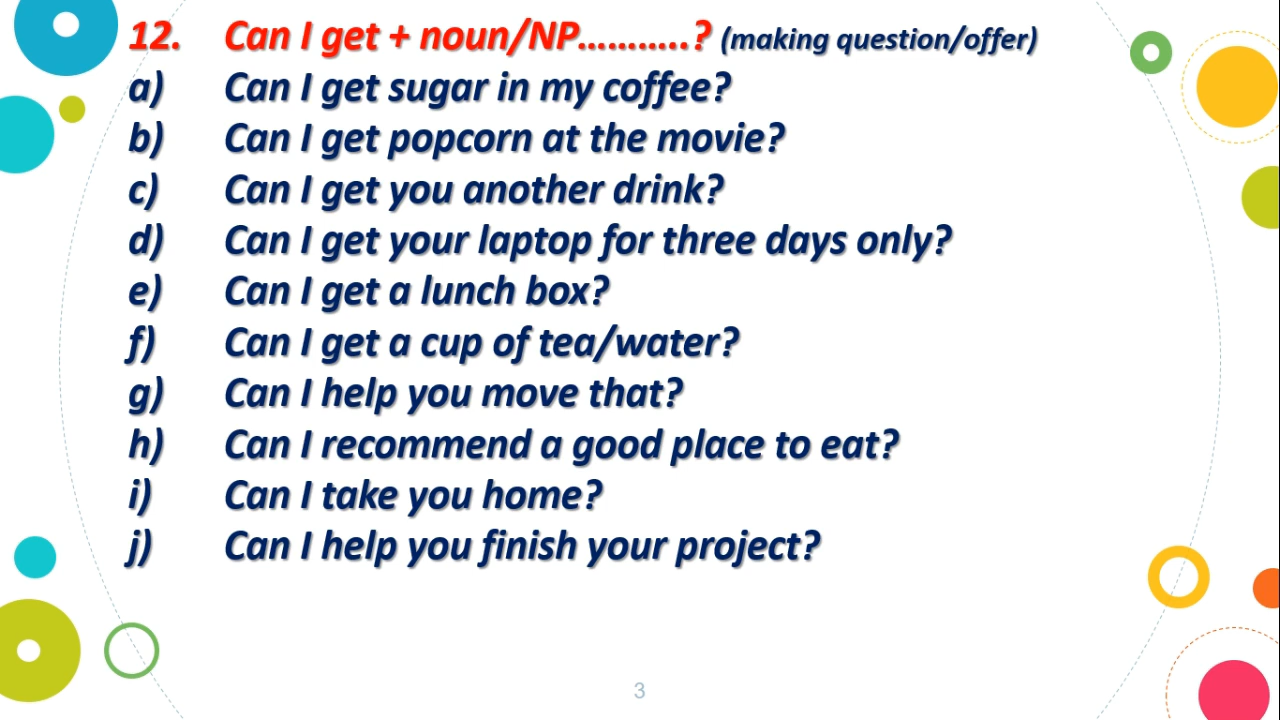 12. Can I get + noun/NP...........? (making question/offer)
a) Can I get sugar in my coffee?
b) Can I get popcorn at the movie?
c) Can I get you another drink?
d) Can I get your laptop for three days only?
e) Can I get a lunch box?
f) Can I get a cup of tea/water?
g) Can I help you move that?
h) Can I recommend a good place to eat?
i) Can I take you home?
j) Can I help you finish your project?
3